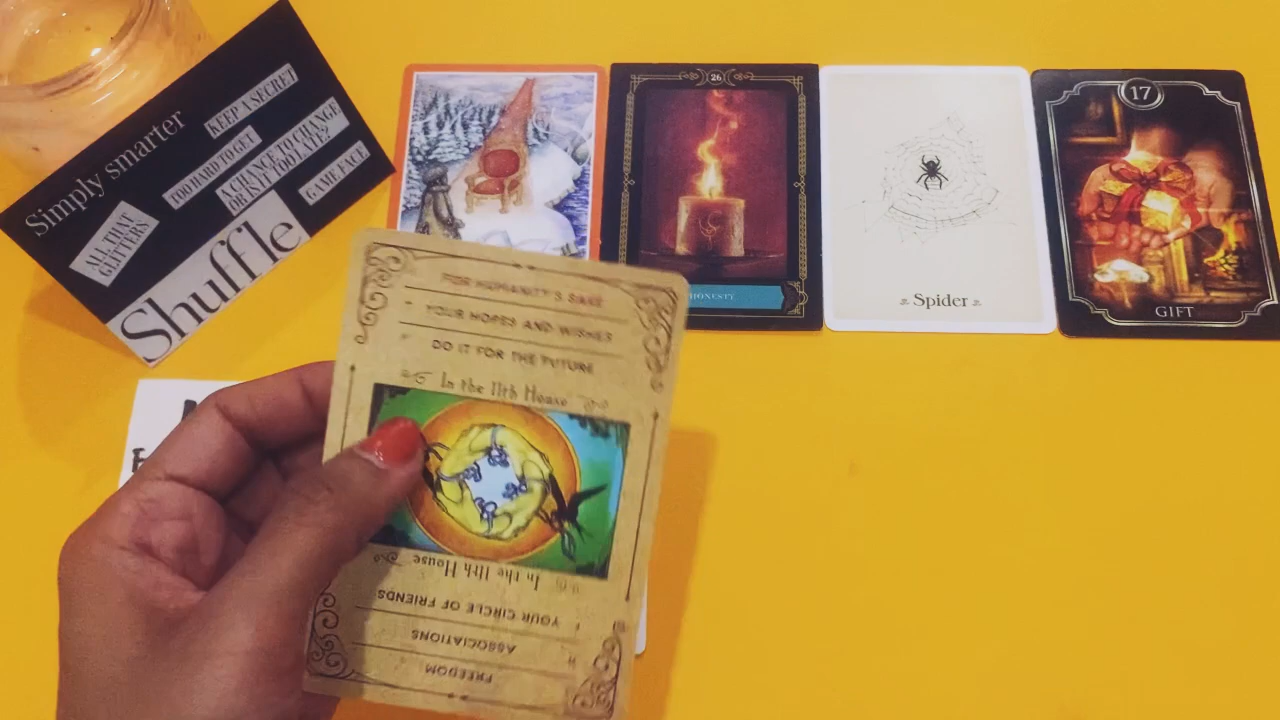 Simply smarter
KEEP A SECRET
TOO HARD TO GET
A CHANCE TO CHANGE
OR IS IT TOO LATE?
GAME FACE
ALL THAT
GLITTERS
Shuffle
26
HONESTY
Spider
17
GIFT
FOR HUMANITY'S SAKE
YOUR HOPES AND WISHES
DO IT FOR THE FUTURE
In the 11th House
In the 11th House
YOUR CIRCLE OF FRIENDS
ASSOCIATIONS
FREEDOM